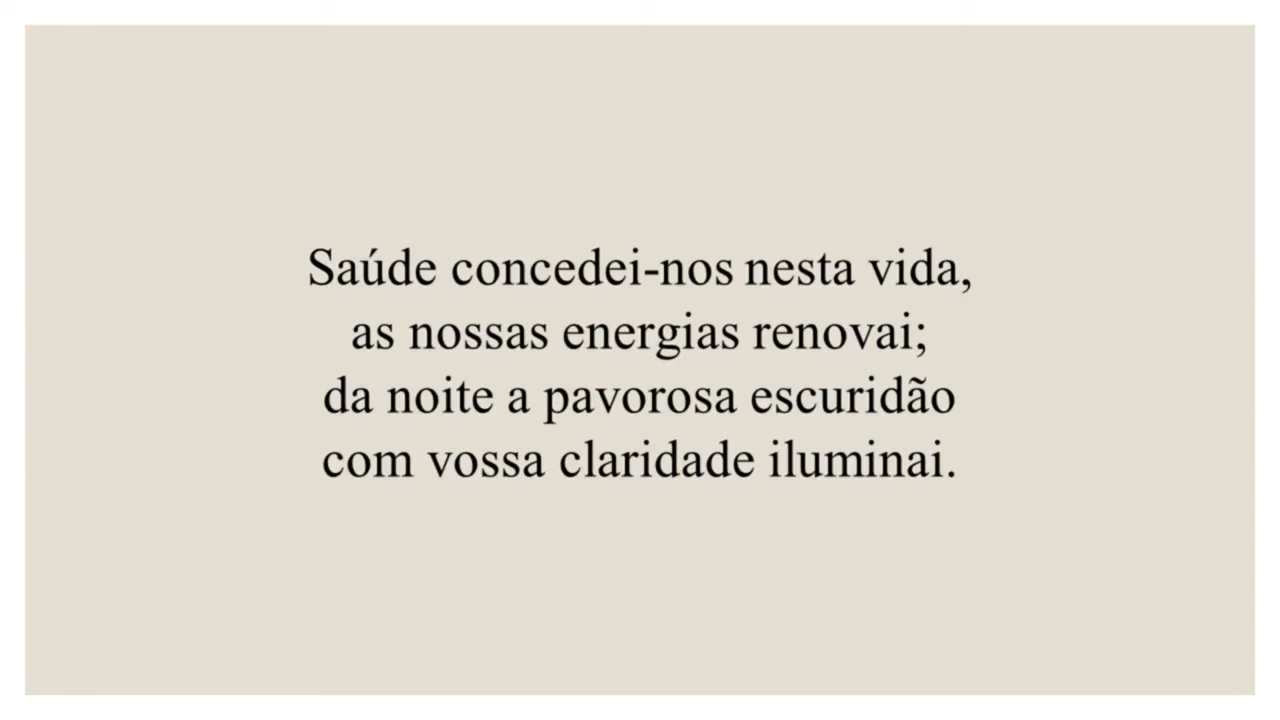 Saúde concedei-nos nesta vida,
as nossas energias renovai;
da noite a pavorosa escuridão
com vossa claridade iluminai.